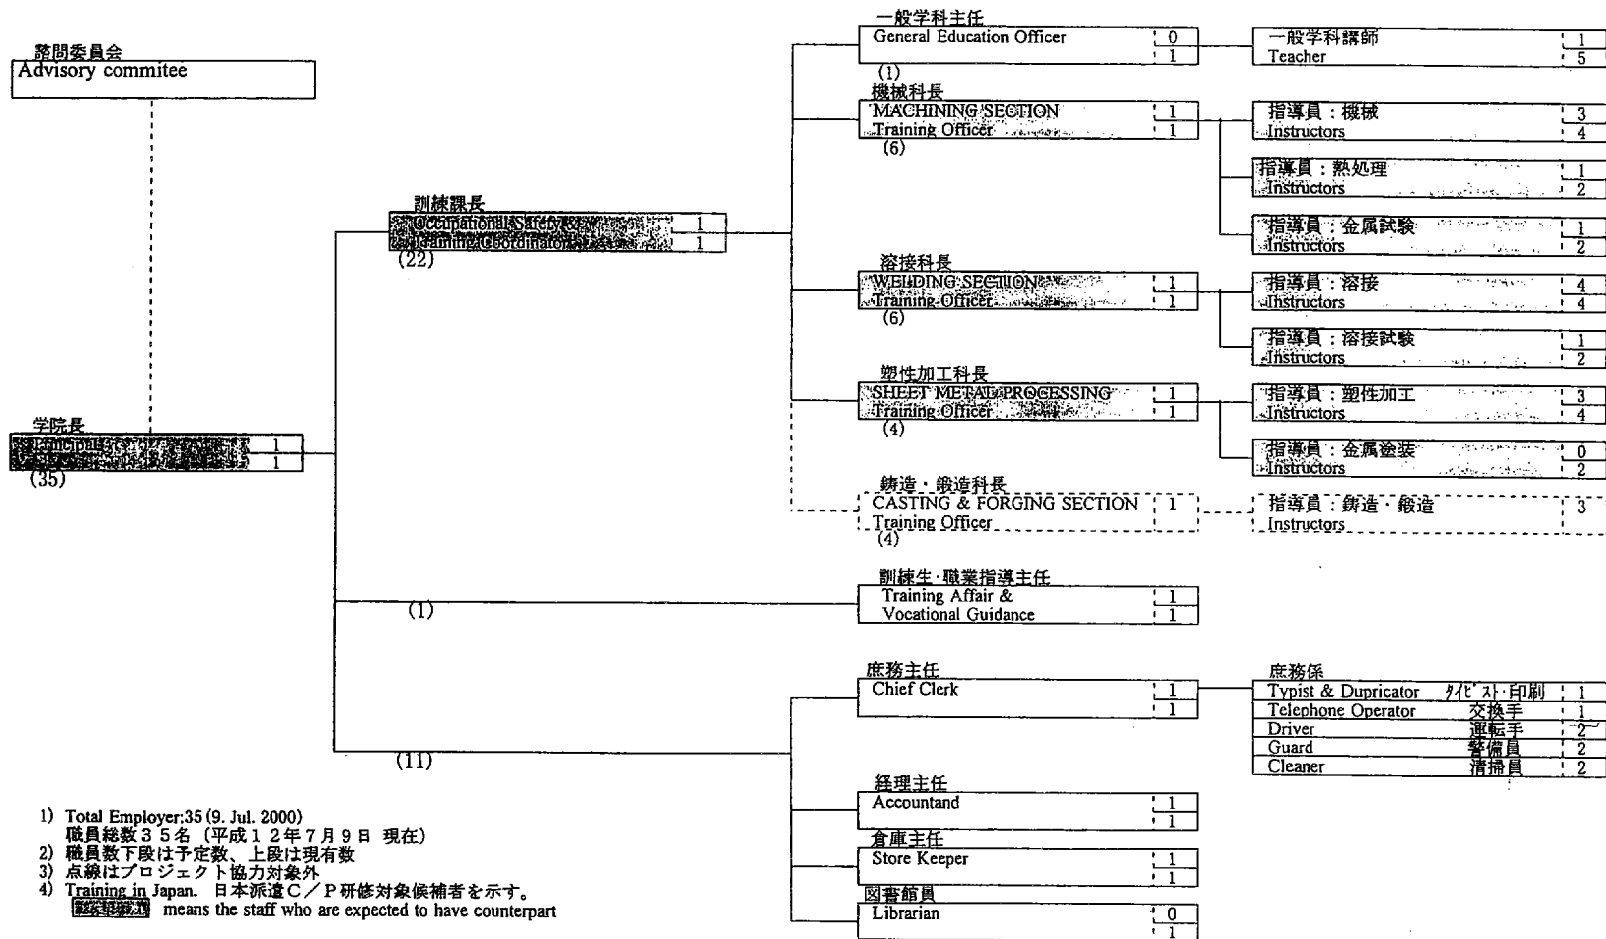 諮問委員会
Advisory commitee
学院長
Principal
1
1
(35)
訓練課長
Occupational Safety &
Training Coordinator
1
1
(22)
一般学科主任
General Education Officer
0
1
(1)
一般学科講師
Teacher
1
5
機械科長
MACHINING SECTION
Training Officer
1
1
(6)
指導員：機械
Instructors
3
4
指導員：熱処理
Instructors
1
2
指導員：金属試験
Instructors
1
2
溶接科長
WELDING SECTION
Training Officer
1
1
(6)
指導員：溶接
Instructors
4
4
指導員：溶接試験
Instructors
1
2
塑性加工科長
SHEET METAL PROCESSING
Training Officer
1
1
(4)
指導員：塑性加工
Instructors
3
4
指導員：金属塗装
Instructors
0
2
鋳造・鍛造科長
CASTING & FORGING SECTION
Training Officer
1
(4)
指導員：鋳造・鍛造
Instructors
3
(1)
訓練生・職業指導主任
Training Affair &
Vocational Guidance
1
1
(11)
庶務主任
Chief Clerk
1
1
庶務係
Typist & Dupricator ﾀｲﾋﾟｽﾄ・印刷 1
Telephone Operator 交換手 1
Driver 運転手 2
Guard 警備員 2
Cleaner 清掃員 2
経理主任
Accountand
1
1
倉庫主任
Store Keeper
1
1
図書館員
Librarian
0
1
1) Total Employer:35 (9. Jul. 2000)
職員総数３５名（平成１２年７月９日 現在）
2) 職員数下段は予定数、上段は現有数
3) 点線はプロジェクト協力対象外
4) Training in Japan. 日本派遣Ｃ／Ｐ研修対象候補者を示す。
means the staff who are expected to have counterpart